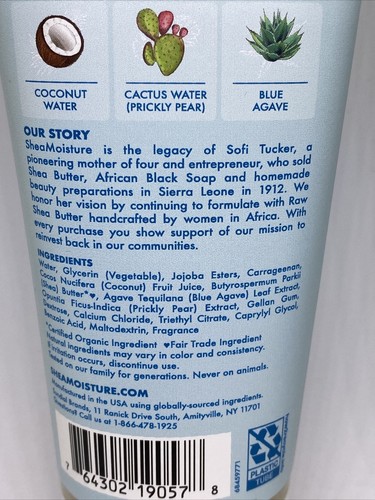 COCONUT WATER
CACTUS WATER (PRICKLY PEAR)
BLUE AGAVE
OUR STORY
SheaMoisture is the legacy of Sofi Tucker, a
pioneering mother of four and entrepreneur, who sold
Shea Butter, African Black Soap and homemade
beauty preparations in Sierra Leone in 1912. We
honor her vision by continuing to formulate with Raw
Shea Butter handcrafted by women in Africa. With
every purchase you show support of our mission to
reinvest back in our communities.
INGREDIENTS
Water, Glycerin (Vegetable), Jojoba Esters, Carrageenan,
Cocos Nucifera (Coconut) Fruit Juice, Butyrospermum Parkii
(Shea) Butter*♥, Agave Tequilana (Blue Agave) Leaf Extract,
Opuntia Ficus-Indica (Prickly Pear) Extract, Gellan Gum,
Dextrose, Calcium Chloride, Triethyl Citrate, Caprylyl Glycol,
Benzoic Acid, Maltodextrin, Fragrance
*Certified Organic Ingredient ♥Fair Trade Ingredient
Natural ingredients may vary in color and consistency.
If irritation occurs, discontinue use.
on our family for generations. Never on animals.
SHEAMOISTURE.COM
Manufactured in the USA using globally-sourced ingredients.
Brands, 11 Ranick Drive South, Amityville, NY 11701
Call us at 1-866-478-1925
7 64302 19057 8
68459771
PLASTIC TUBE